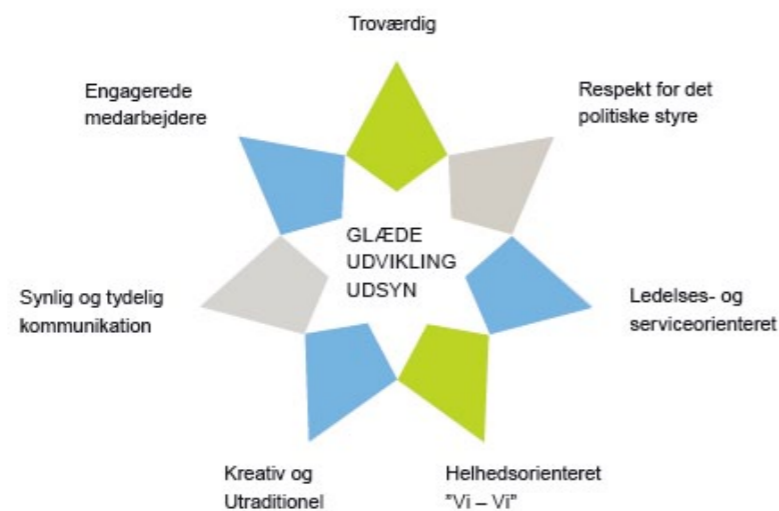 Troværdig
Engagerede
medarbejdere
Respekt for det
politiske styre
GLÆDE
UDVIKLING
UDSYN
Synlig og tydelig
kommunikation
Ledelses- og
serviceorienteret
Kreativ og
Utraditionel
Helhedsorienteret
"Vi – Vi"